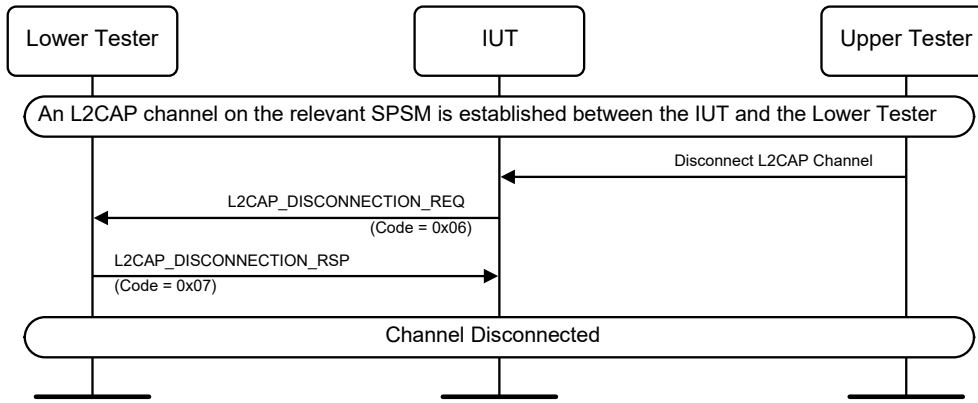 Lower Tester
IUT
Upper Tester
An L2CAP channel on the relevant SPSM is established between the IUT and the Lower Tester
Disconnect L2CAP Channel
L2CAP_DISCONNECTION_REQ
(Code = 0x06)
L2CAP_DISCONNECTION_RSP
(Code = 0x07)
Channel Disconnected